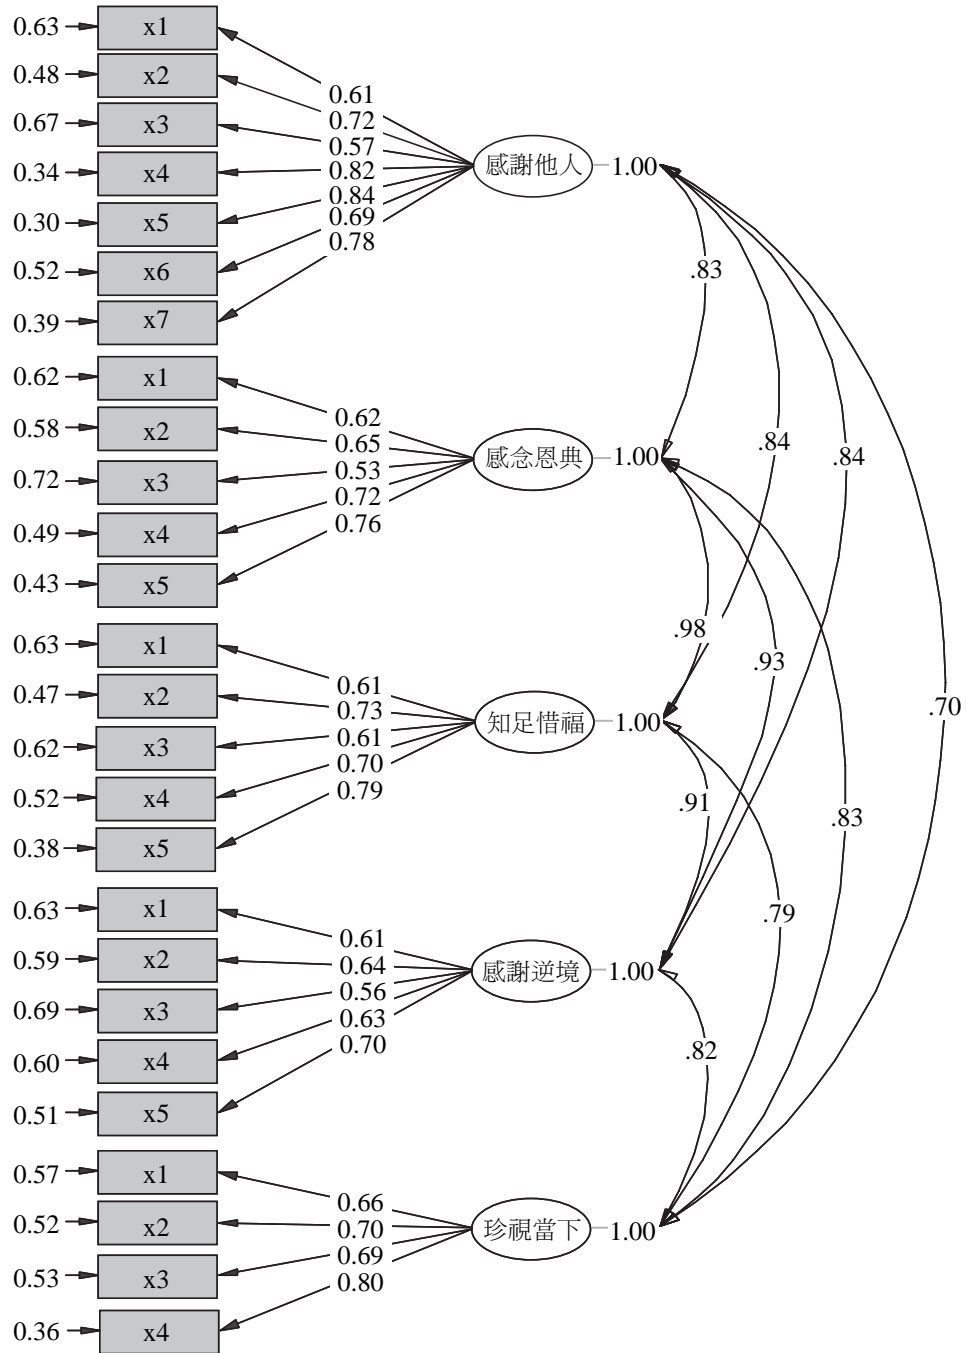 0.63 x1
0.48 x2
0.67 x3
0.34 x4
0.30 x5
0.52 x6
0.39 x7
0.61
0.72
0.57
0.82
0.84
0.69
0.78
感謝他人 1.00
0.62 x1
0.58 x2
0.72 x3
0.49 x4
0.43 x5
0.62
0.65
0.53
0.72
0.76
感念恩典 1.00
0.63 x1
0.47 x2
0.62 x3
0.52 x4
0.38 x5
0.61
0.73
0.61
0.70
0.79
知足惜福 1.00
0.63 x1
0.59 x2
0.69 x3
0.60 x4
0.51 x5
0.61
0.64
0.56
0.63
0.70
感謝逆境 1.00
0.57 x1
0.52 x2
0.53 x3
0.36 x4
0.66
0.70
0.69
0.80
珍視當下 1.00
.83
.84
.84
.98
.93
.70
.91
.83
.79
.82